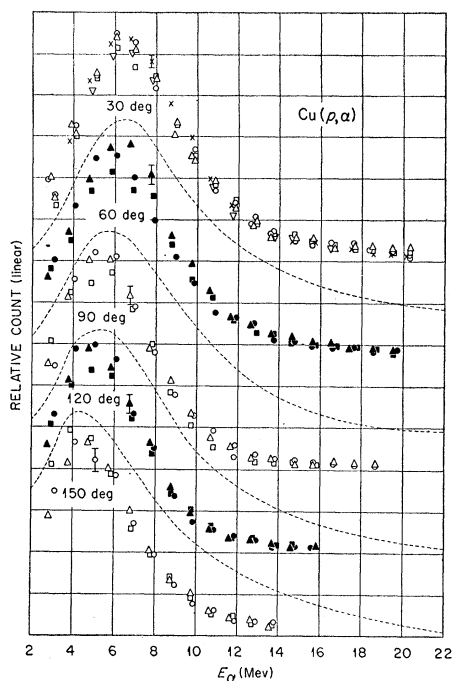 Cu(p,α)
30 deg
60 deg
90 deg
120 deg
150 deg
RELATIVE COUNT (linear)
2 4 6 8 10 12 14 16 18 20 22
Eα (Mev)